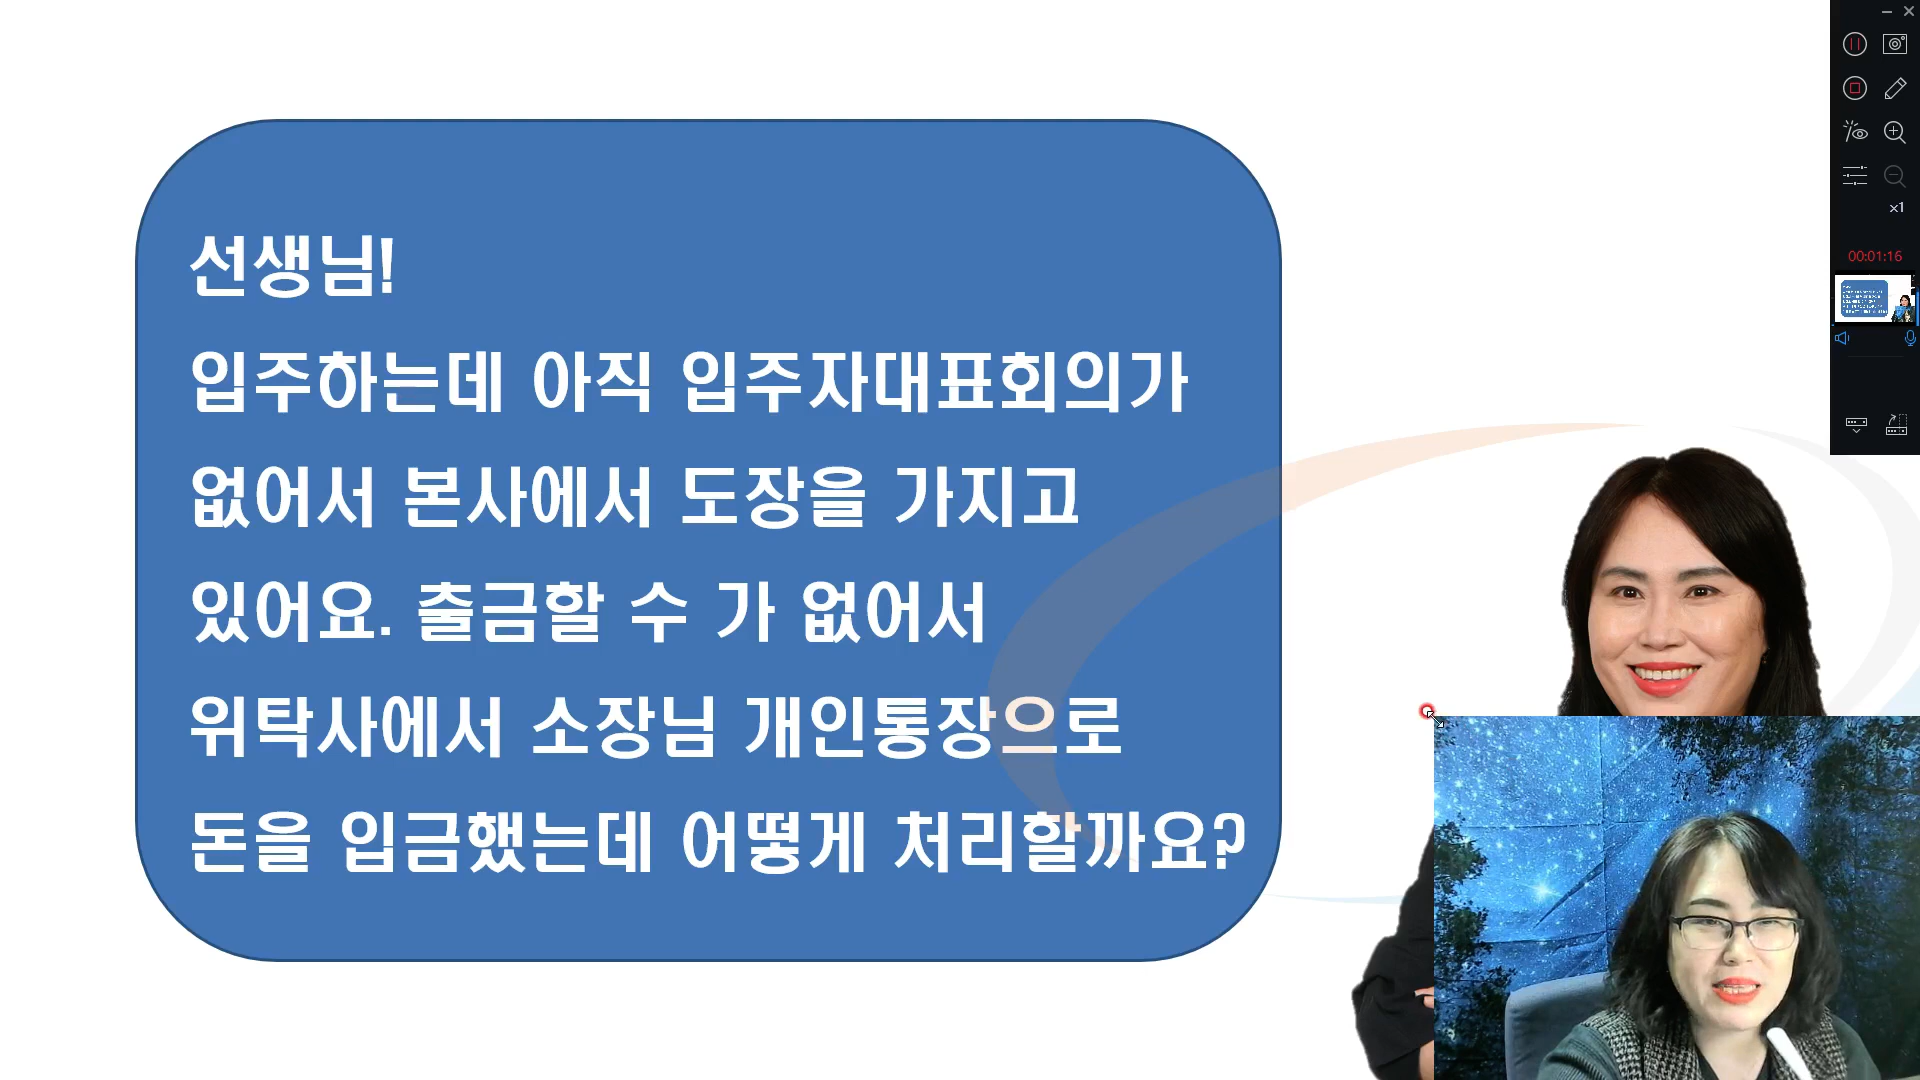 선생님!
입주하는데 아직 입주자대표회의가
없어서 본사에서 도장을 가지고
있어요. 출금할 수 가 없어서
위탁사에서 소장님 개인통장으로
돈을 입금했는데 어떻게 처리할까요?
x1
00:01:16